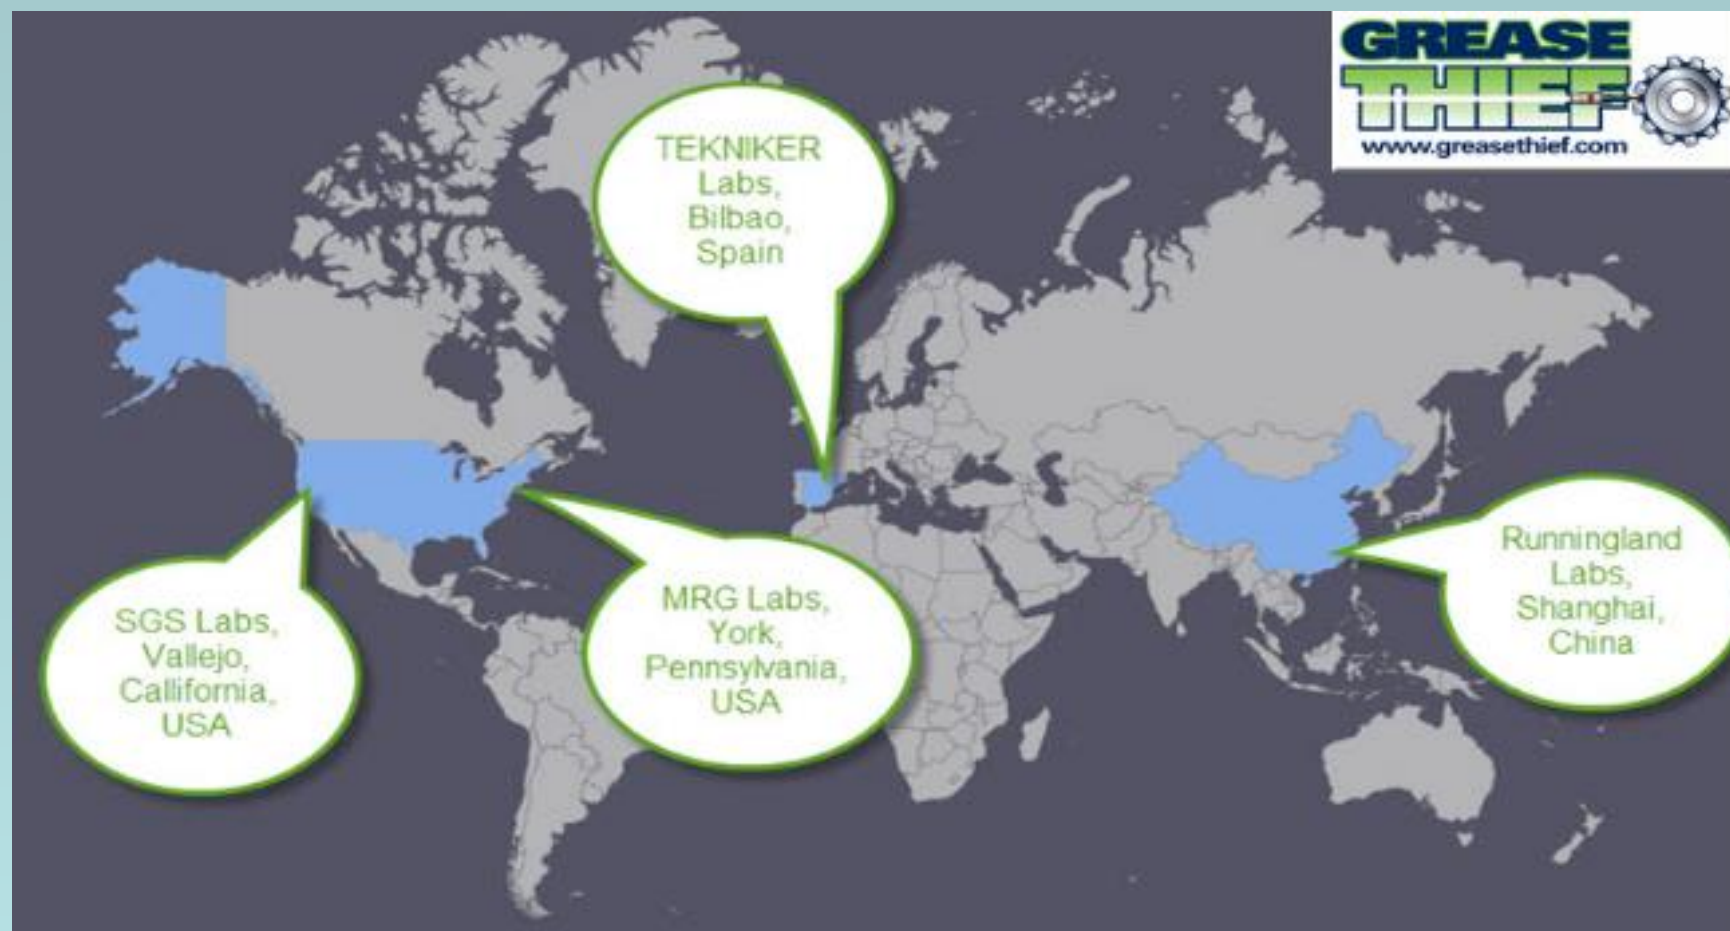 GREASE
THIEF
www.greasethief.com
TEKNIKER
Labs,
Bilbao,
Spain
SGS Labs,
Vallejo,
Callifornia,
USA
MRG Labs,
York,
Pennsylvania,
USA
Runningland
Labs,
Shanghai,
China